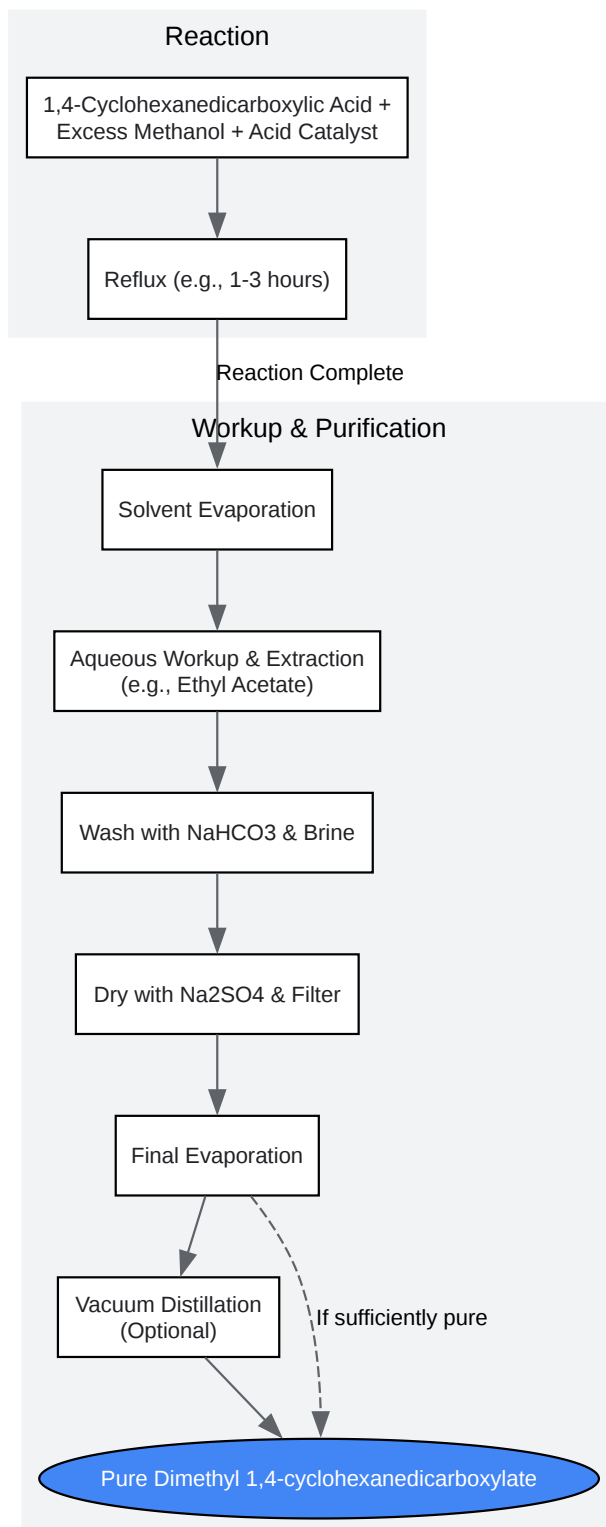 Reaction
1,4-Cyclohexanedicarboxylic Acid +
Excess Methanol + Acid Catalyst
Reflux (e.g., 1-3 hours)
Reaction Complete
Workup & Purification
Solvent Evaporation
Aqueous Workup & Extraction
(e.g., Ethyl Acetate)
Wash with NaHCO3 & Brine
Dry with Na2SO4 & Filter
Final Evaporation
Vacuum Distillation
(Optional)
If sufficiently pure
Pure Dimethyl 1,4-cyclohexanedicarboxylate